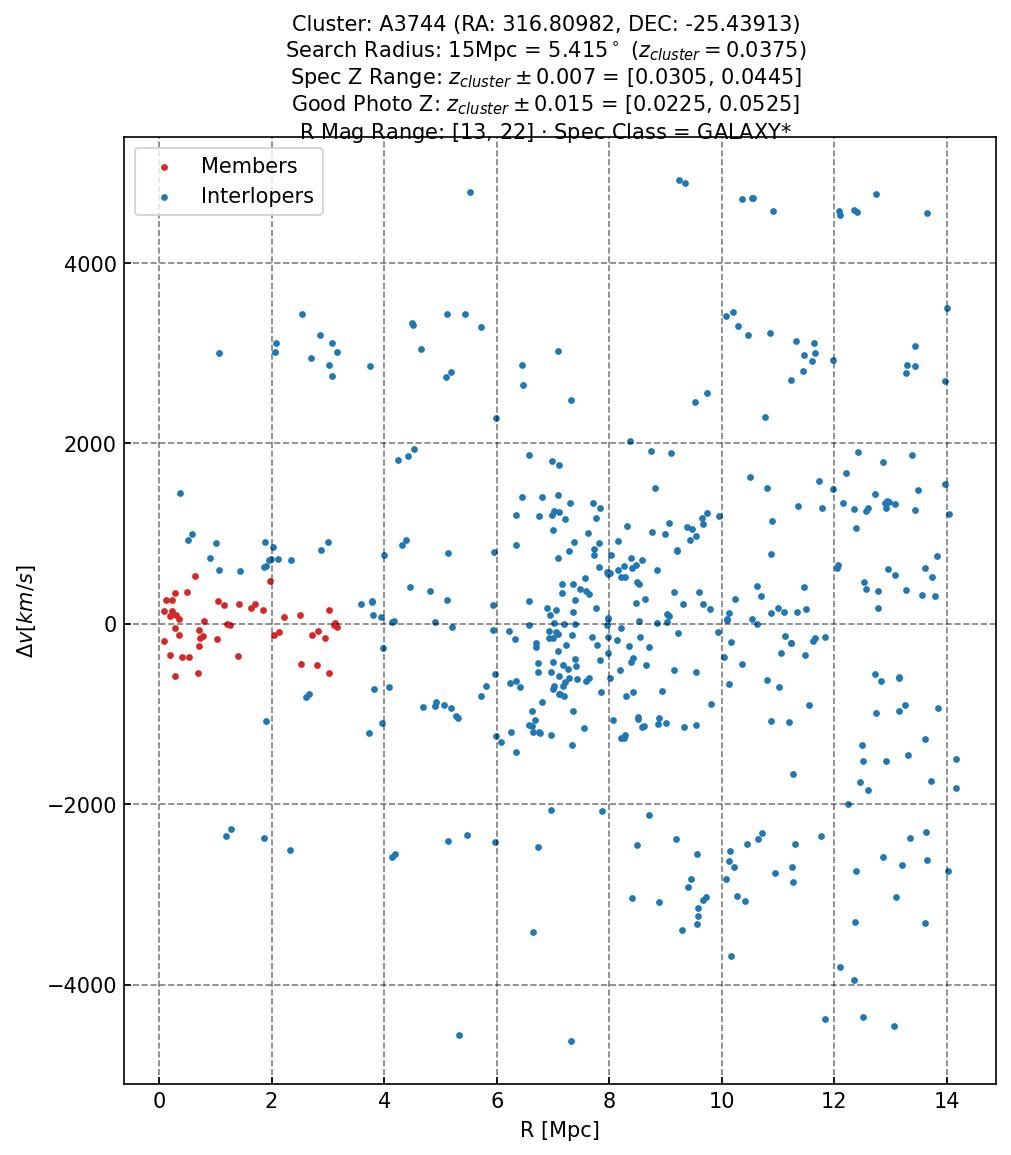 Cluster: A3744 (RA: 316.80982, DEC: -25.43913)
Search Radius: 15Mpc = 5.415° (z_cluster = 0.0375)
Spec Z Range: z_cluster ± 0.007 = [0.0305, 0.0445]
Good Photo Z: z_cluster ± 0.015 = [0.0225, 0.0525]
R Mag Range: [13, 22] · Spec Class = GALAXY*
Members
Interlopers
4000
2000
0
−2000
−4000
Δv[km/s]
0 2 4 6 8 10 12 14
R [Mpc]